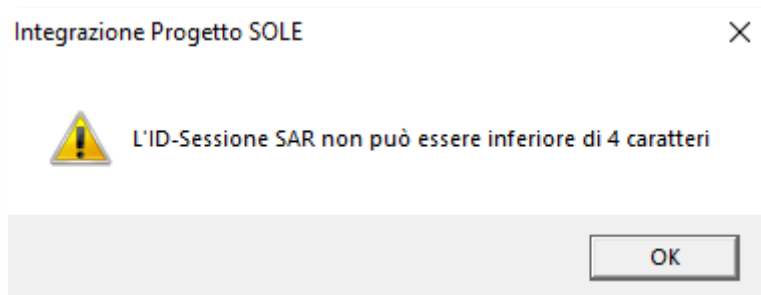 Integrazione Progetto SOLE
L'ID-Sessione SAR non può essere inferiore di 4 caratteri
OK